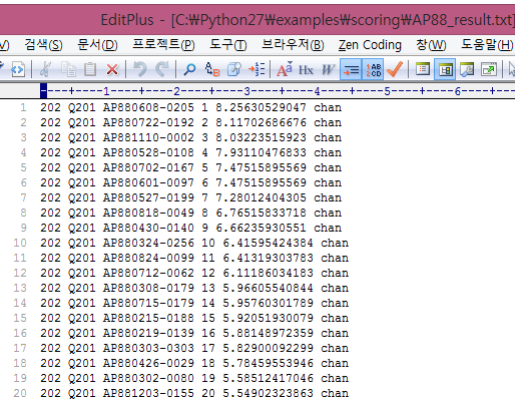 EditPlus - [C:₩Python27₩examples₩scoring₩AP88_result.txt]
V) 검색(S) 문서(D) 프로젝트(P) 도구(T) 브라우저(B) Zen Coding 창(W) 도움말(H)
----+----1----+----2----+----3----+----4----+----5----+----6----+---
1 202 Q201 AP880608-0205 1 8.25630529047 chan
2 202 Q201 AP880722-0192 2 8.11702686676 chan
3 202 Q201 AP881110-0002 3 8.03223515923 chan
4 202 Q201 AP880528-0108 4 7.93110476833 chan
5 202 Q201 AP880702-0167 5 7.47515895569 chan
6 202 Q201 AP880601-0097 6 7.47515895569 chan
7 202 Q201 AP880527-0199 7 7.28012404305 chan
8 202 Q201 AP880818-0049 8 6.76515833718 chan
9 202 Q201 AP880430-0140 9 6.66235930551 chan
10 202 Q201 AP880324-0256 10 6.41595424384 chan
11 202 Q201 AP880824-0099 11 6.41319303783 chan
12 202 Q201 AP880712-0062 12 6.11186034183 chan
13 202 Q201 AP880308-0179 13 5.96605540844 chan
14 202 Q201 AP880715-0179 14 5.95760301789 chan
15 202 Q201 AP880215-0188 15 5.92051930079 chan
16 202 Q201 AP880219-0139 16 5.88148972359 chan
17 202 Q201 AP880303-0303 17 5.82900092299 chan
18 202 Q201 AP880426-0029 18 5.78459553946 chan
19 202 Q201 AP880302-0080 19 5.58512417046 chan
20 202 Q201 AP881203-0155 20 5.54902323863 chan